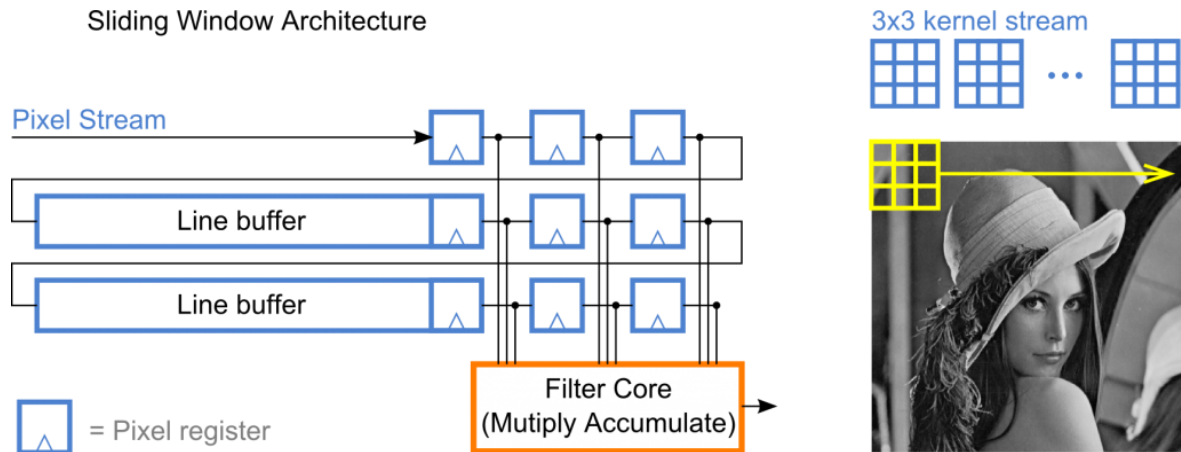 Sliding Window Architecture
3x3 kernel stream
Pixel Stream
Line buffer
Line buffer
Filter Core
(Mutiply Accumulate)
= Pixel register